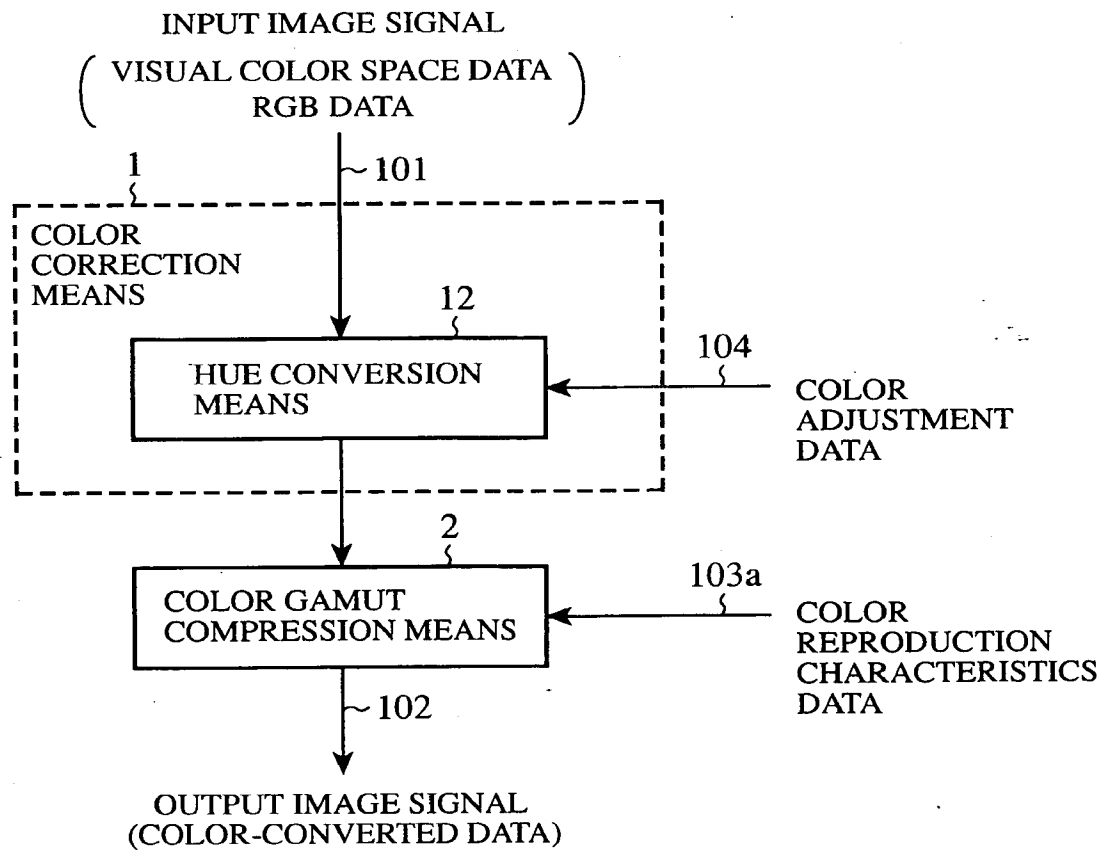 INPUT IMAGE SIGNAL
VISUAL COLOR SPACE DATA
RGB DATA
101
1
COLOR
CORRECTION
MEANS
12
HUE CONVERSION
MEANS
104
COLOR
ADJUSTMENT
DATA
2
COLOR GAMUT
COMPRESSION MEANS
103a
COLOR
REPRODUCTION
CHARACTERISTICS
DATA
102
OUTPUT IMAGE SIGNAL
(COLOR-CONVERTED DATA)